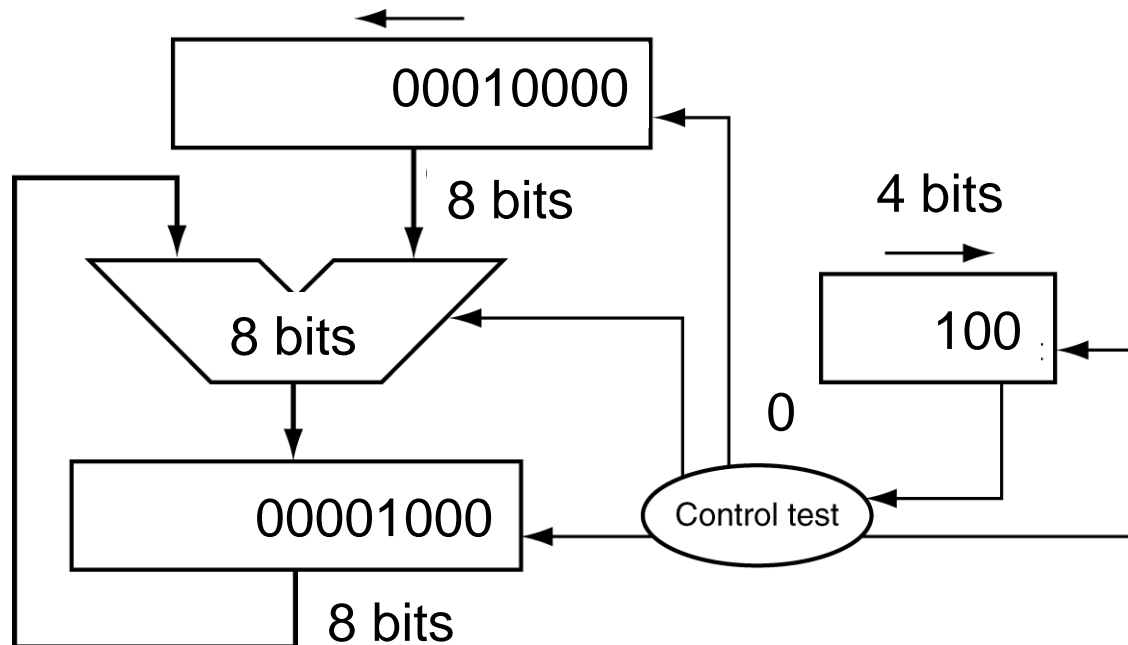 00010000
8 bits
4 bits
8 bits
100
0
00001000
Control test
8 bits